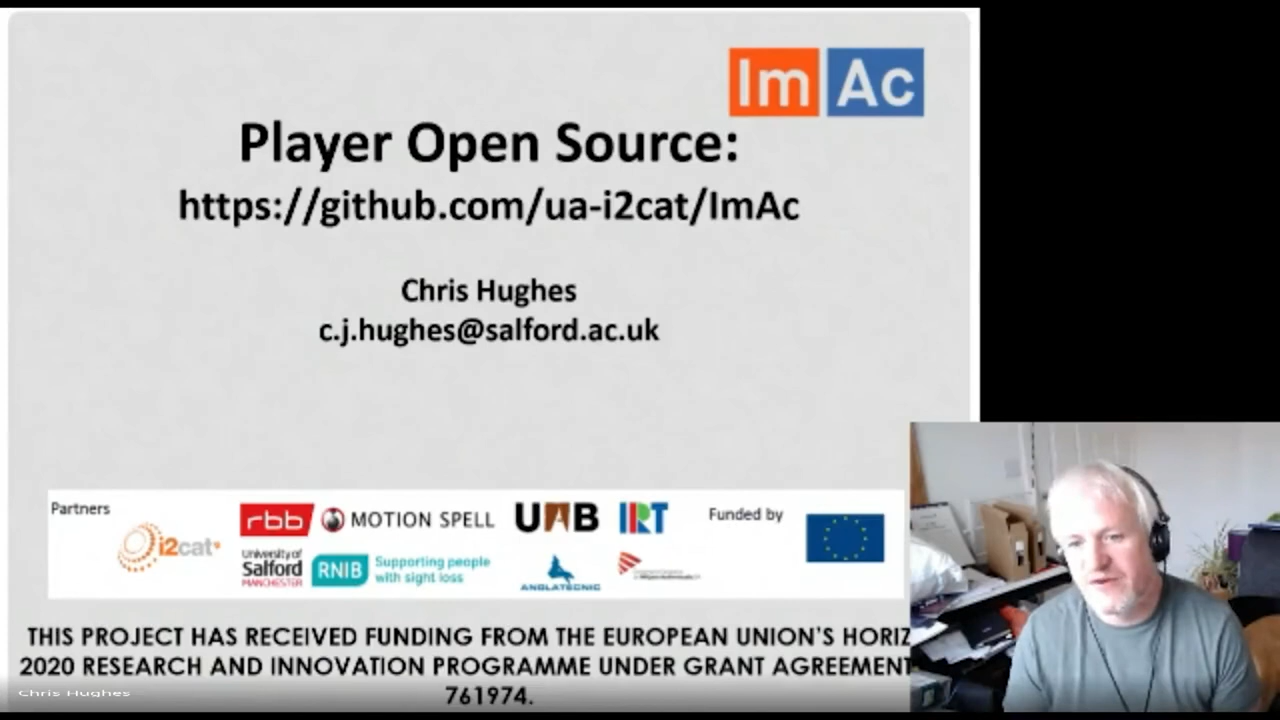 Im Ac
Player Open Source:
https://github.com/ua-i2cat/ImAc
Chris Hughes
c.j.hughes@salford.ac.uk
Partners
i2cat
rbb
MOTION SPELL
UAB
IRT
Funded by
University of
Salford
MANCHESTER
RNIB
Supporting people
with sight loss
ANGLATECNIC
THIS PROJECT HAS RECEIVED FUNDING FROM THE EUROPEAN UNION'S HORIZ
2020 RESEARCH AND INNOVATION PROGRAMME UNDER GRANT AGREEMENT
761974.
Chris Hughes